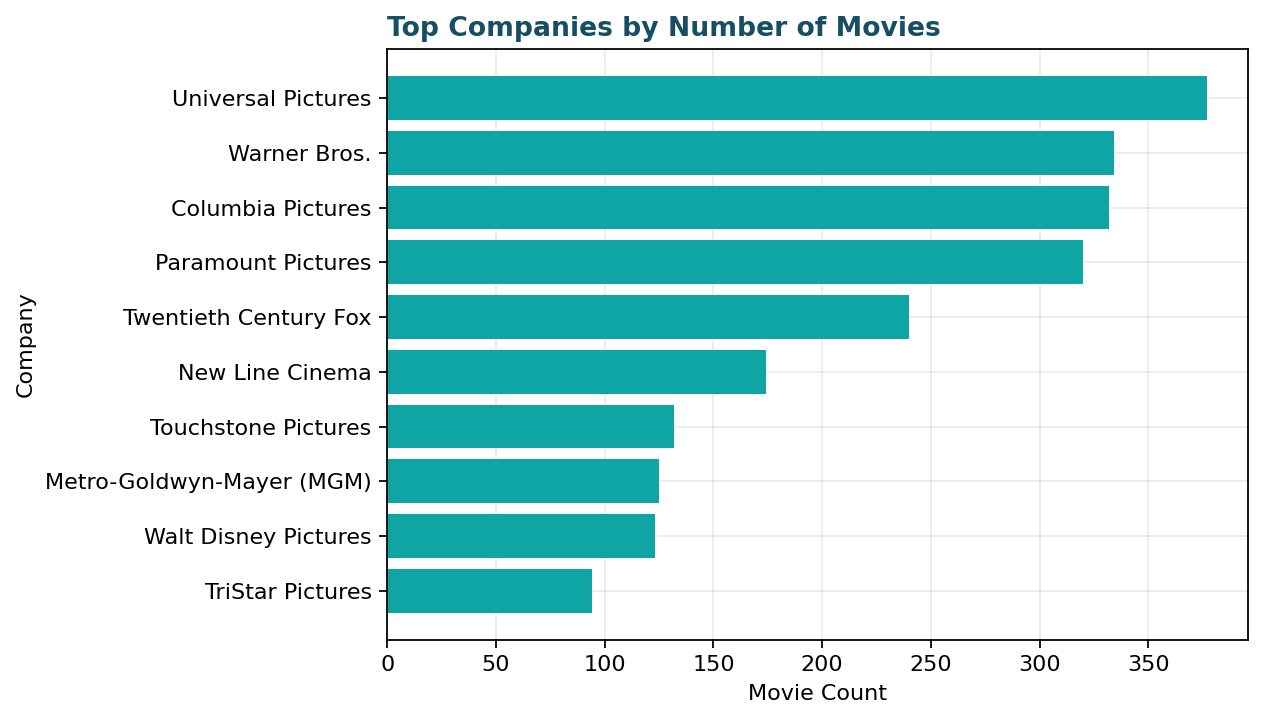 Top Companies by Number of Movies
Universal Pictures
Warner Bros.
Columbia Pictures
Paramount Pictures
Twentieth Century Fox
New Line Cinema
Touchstone Pictures
Metro-Goldwyn-Mayer (MGM)
Walt Disney Pictures
TriStar Pictures
Company
0 50 100 150 200 250 300 350
Movie Count